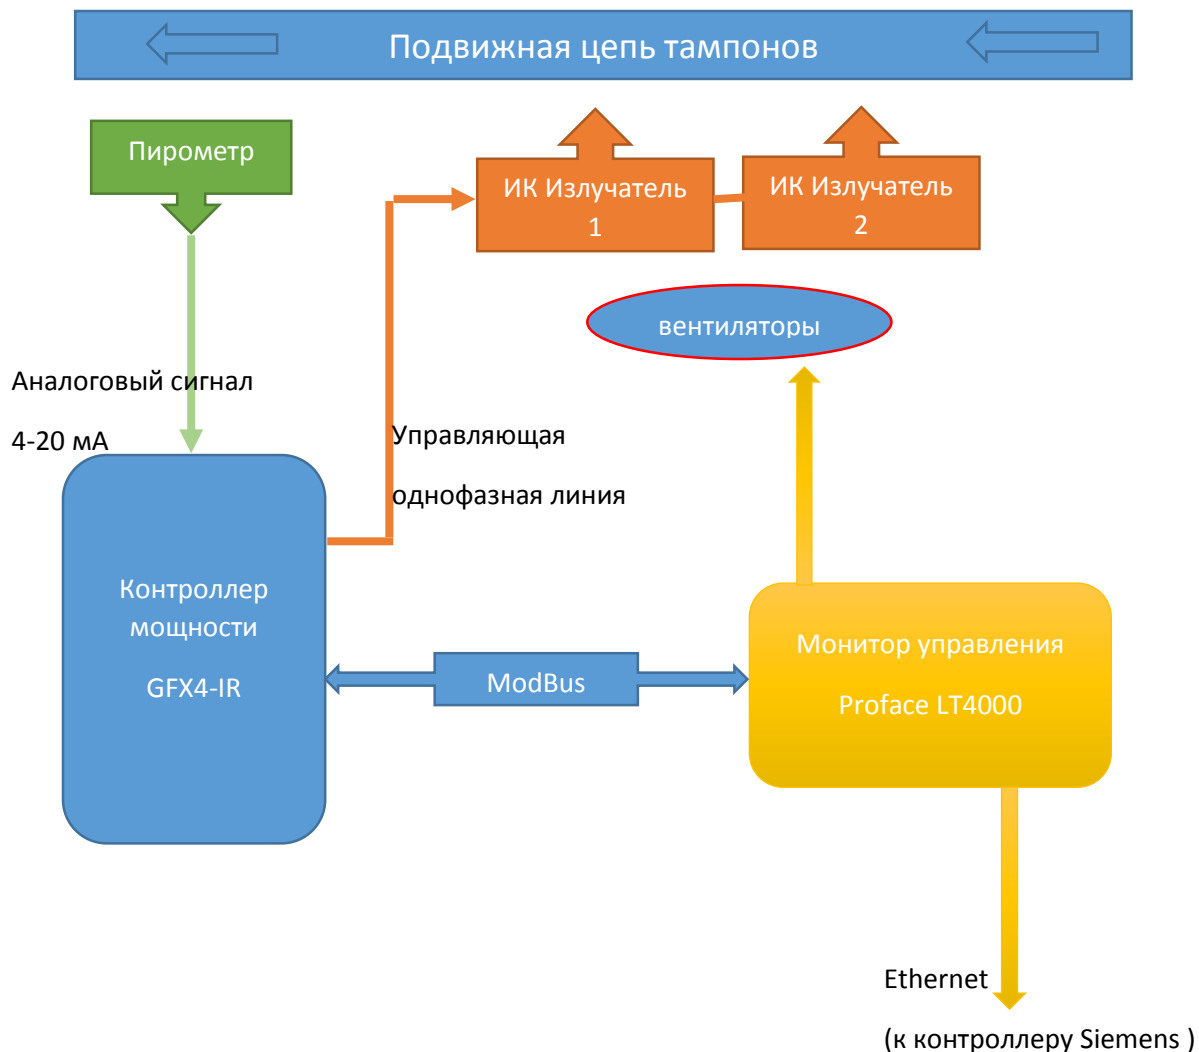 Подвижная цепь тампонов
Пирометр
ИК Излучатель
1
ИК Излучатель
2
вентиляторы
Аналоговый сигнал
4-20 мА
Управляющая
однофазная линия
Контроллер
мощности
GFX4-IR
ModBus
Монитор управления
Proface LT4000
Ethernet
(к контроллеру Siemens )